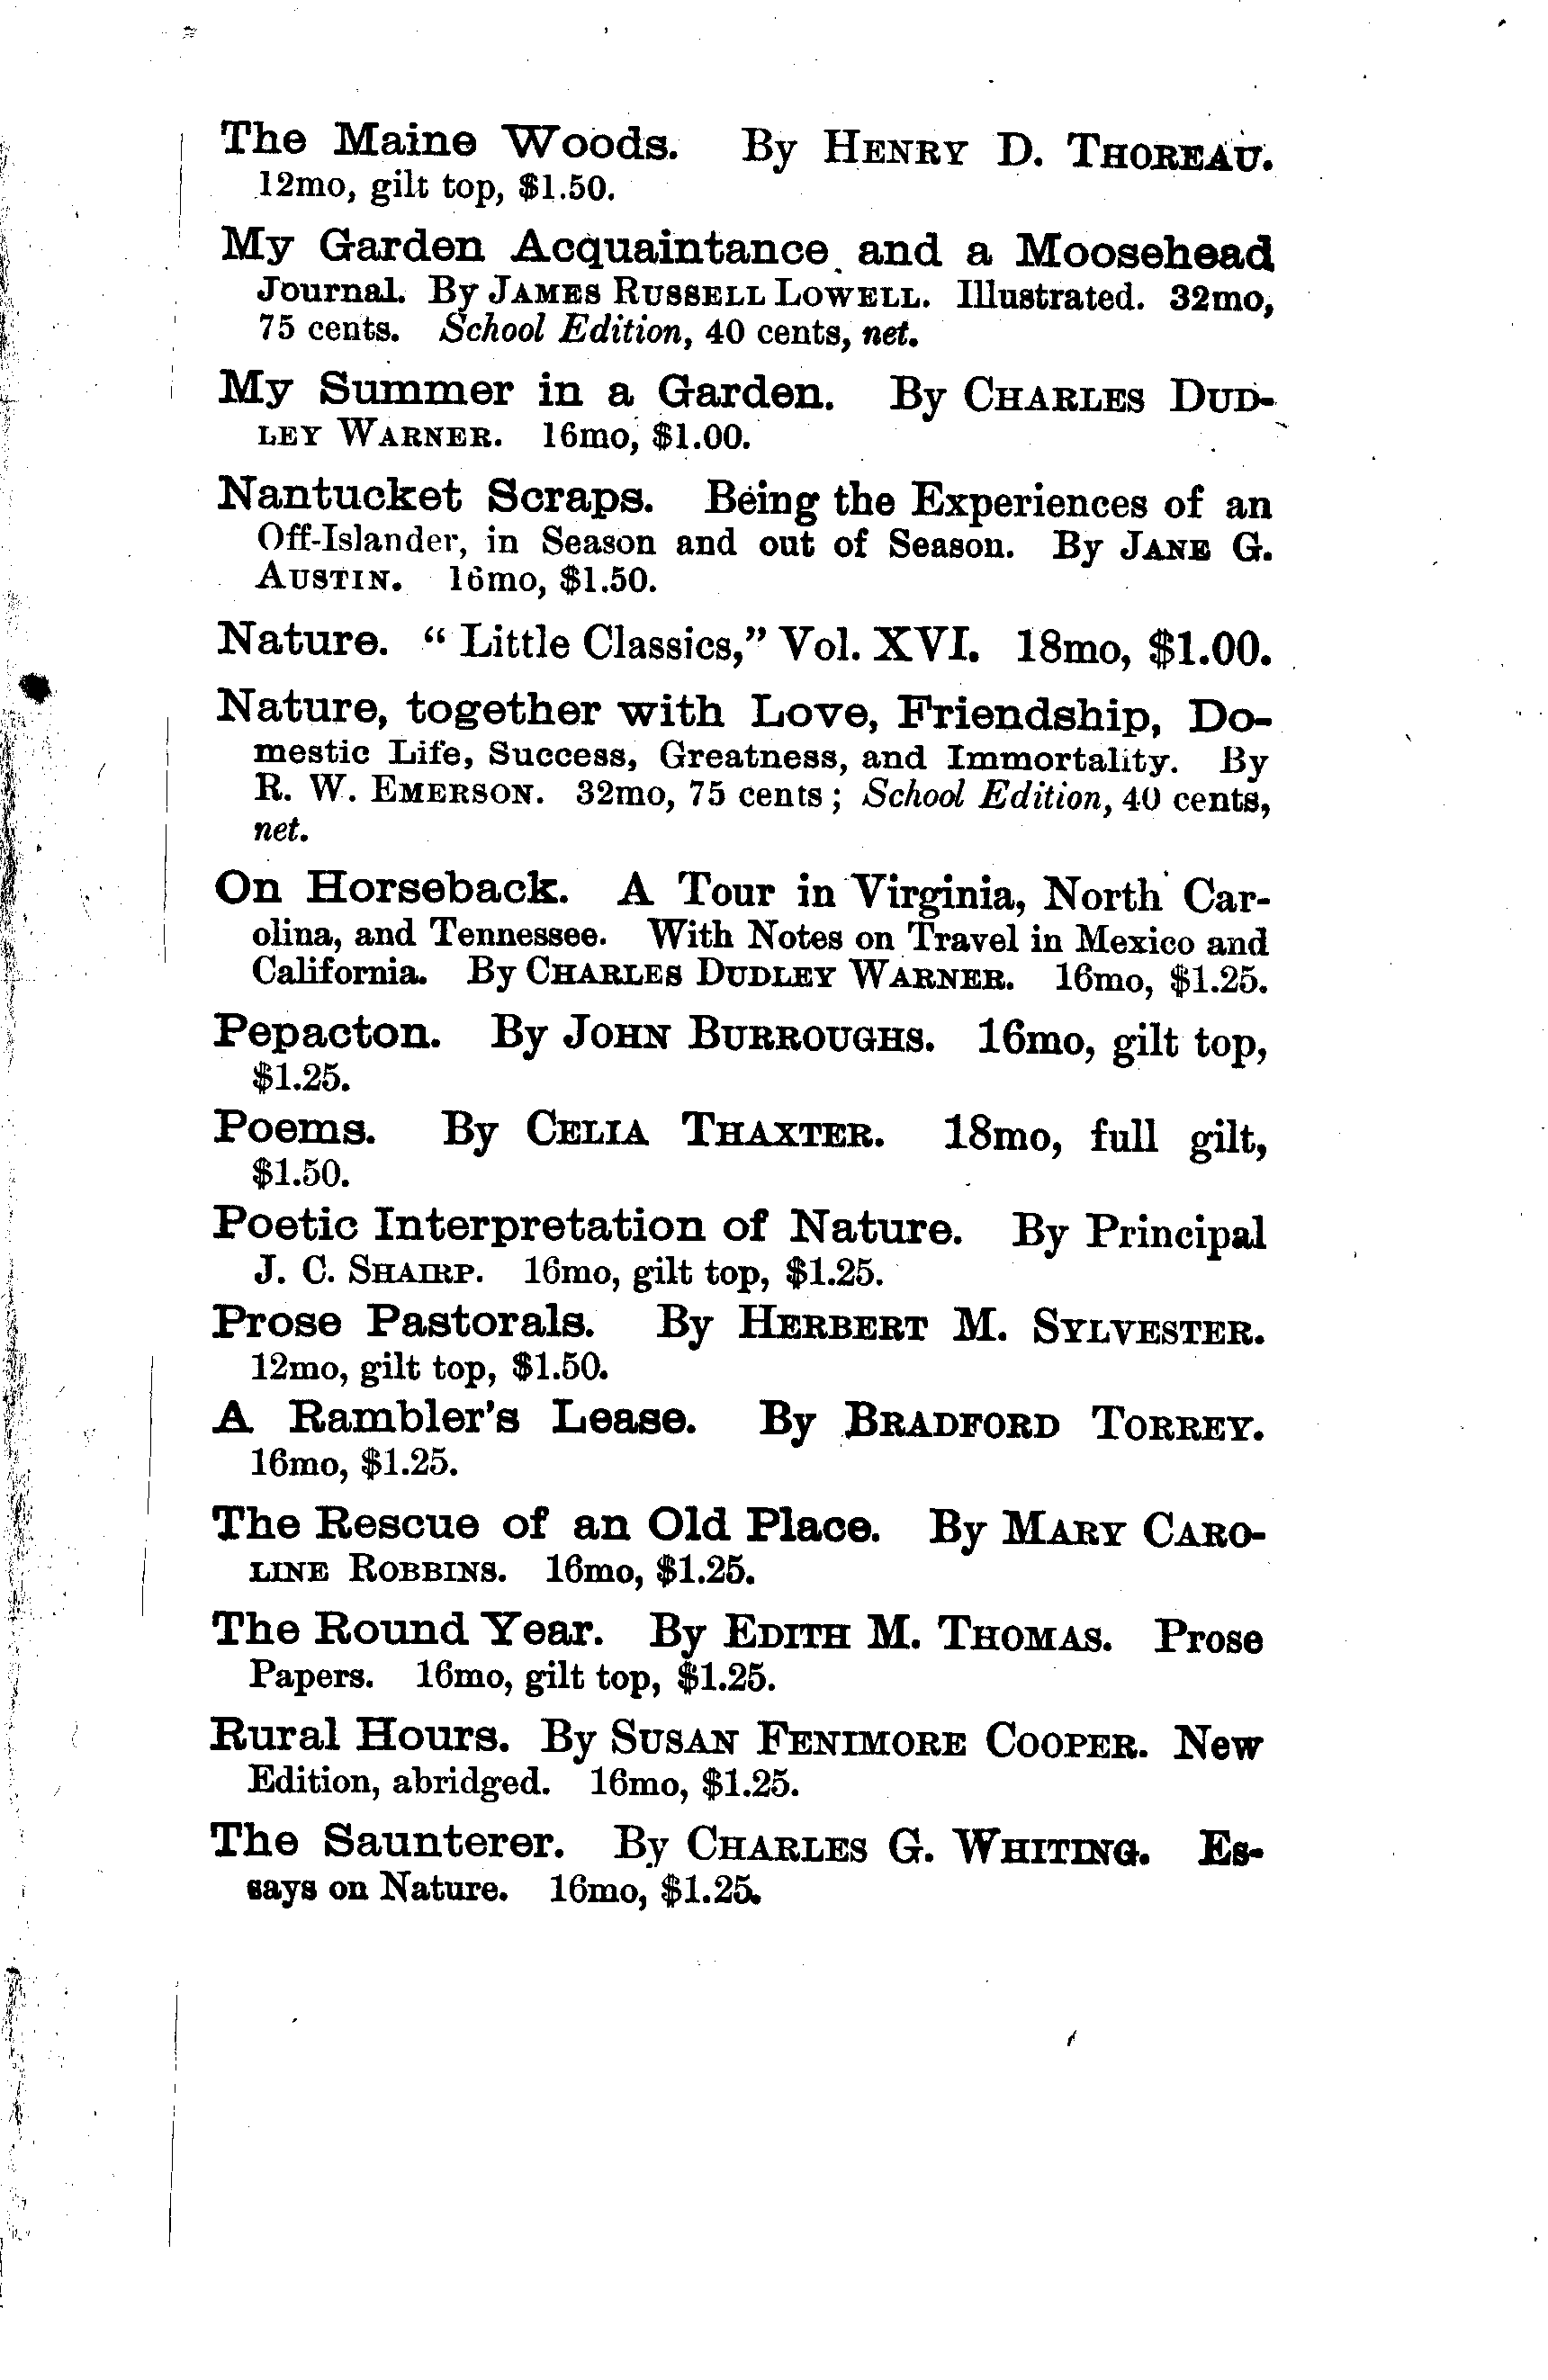 The Maine Woods. By Henry D. Thoreau.
12mo, gilt top, $1.50.
My Garden Acquaintance and a Moosehead
Journal. By James Russell Lowell. Illustrated. 32mo,
75 cents. School Edition, 40 cents, net.
My Summer in a Garden. By Charles Dud-
ley Warner. 16mo, $1.00.
Nantucket Scraps. Being the Experiences of an
Off-Islander, in Season and out of Season. By Jane G.
Austin. 16mo, $1.50.
Nature. “ Little Classics,” Vol. XVI. 18mo, $1.00.
Nature, together with Love, Friendship, Do-
mestic Life, Success, Greatness, and Immortality. By
R. W. Emerson. 32mo, 75 cents ; School Edition, 40 cents,
net.
On Horseback. A Tour in Virginia, North Car-
olina, and Tennessee. With Notes on Travel in Mexico and
California. By Charles Dudley Warner. 16mo, $1.25.
Pepacton. By John Burroughs. 16mo, gilt top,
$1.25.
Poems. By Celia Thaxter. 18mo, full gilt,
$1.50.
Poetic Interpretation of Nature. By Principal
J. C. Shairp. 16mo, gilt top, $1.25.
Prose Pastorals. By Herbert M. Sylvester.
12mo, gilt top, $1.50.
A Rambler's Lease. By Bradford Torrey.
16mo, $1.25.
The Rescue of an Old Place. By Mary Caro-
line Robbins. 16mo, $1.25.
The Round Year. By Edith M. Thomas. Prose
Papers. 16mo, gilt top, $1.25.
Rural Hours. By Susan Fenimore Cooper. New
Edition, abridged. 16mo, $1.25.
The Saunterer. By Charles G. Whiting. Es-
says on Nature. 16mo, $1.25.